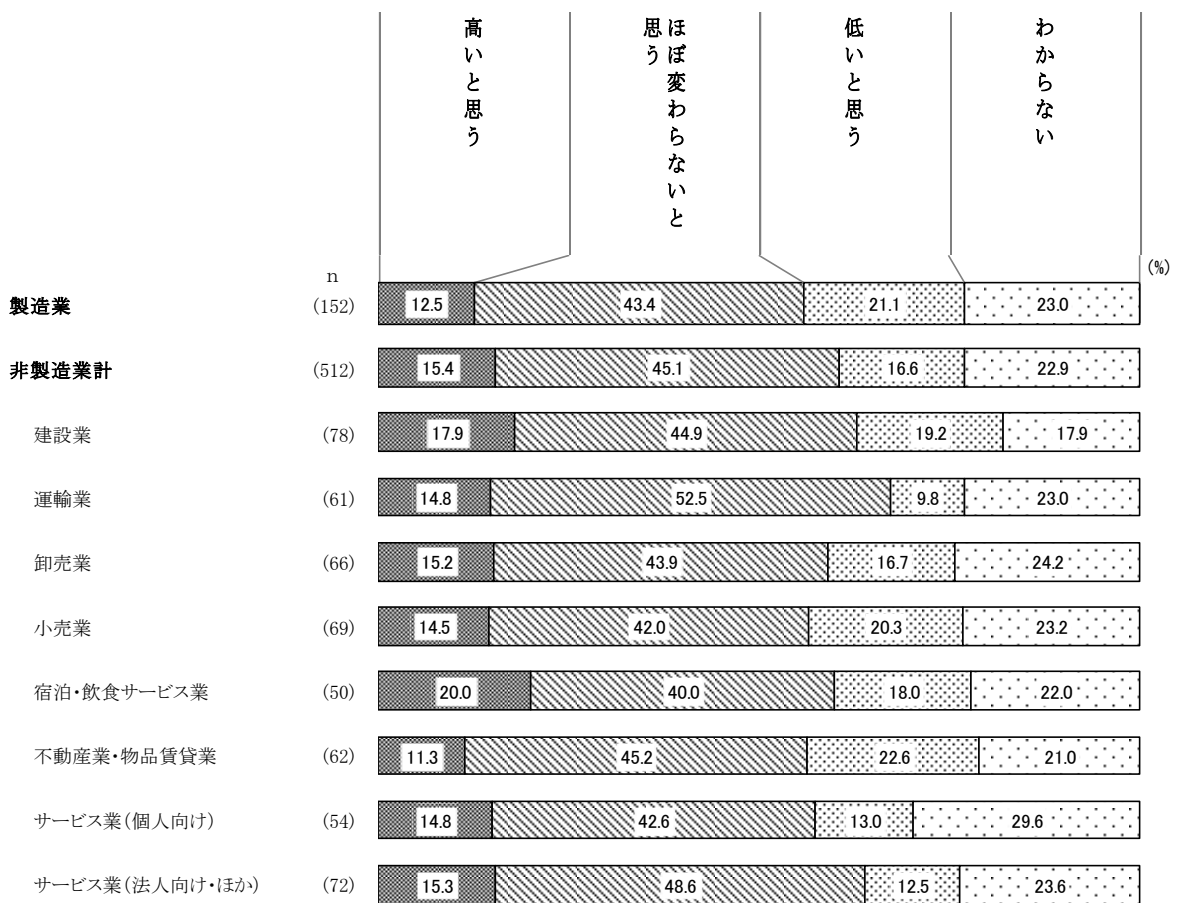 高いと思う
ほぼ変わらないと
思う
低いと思う
わからない
(%)
n
製造業 (152) 12.5 43.4 21.1 23.0
非製造業計 (512) 15.4 45.1 16.6 22.9
建設業 (78) 17.9 44.9 19.2 17.9
運輸業 (61) 14.8 52.5 9.8 23.0
卸売業 (66) 15.2 43.9 16.7 24.2
小売業 (69) 14.5 42.0 20.3 23.2
宿泊・飲食サービス業 (50) 20.0 40.0 18.0 22.0
不動産業・物品賃貸業 (62) 11.3 45.2 22.6 21.0
サービス業(個人向け) (54) 14.8 42.6 13.0 29.6
サービス業(法人向け・ほか) (72) 15.3 48.6 12.5 23.6